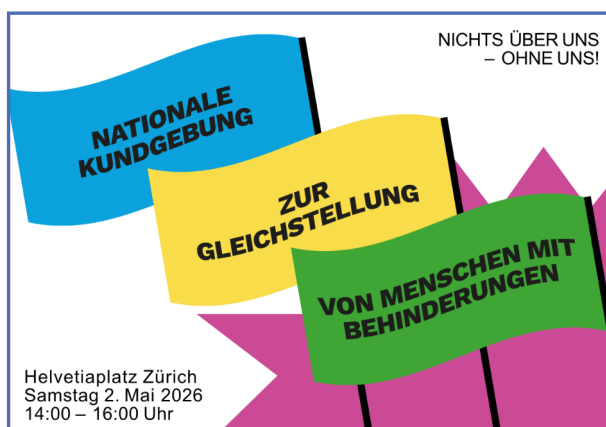 NICHTS ÜBER UNS
– OHNE UNS!
NATIONALE
KUNDGEBUNG
ZUR
GLEICHSTELLUNG
VON MENSCHEN MIT
BEHINDERUNGEN
Helvetiaplatz Zürich
Samstag 2. Mai 2026
14:00 – 16:00 Uhr